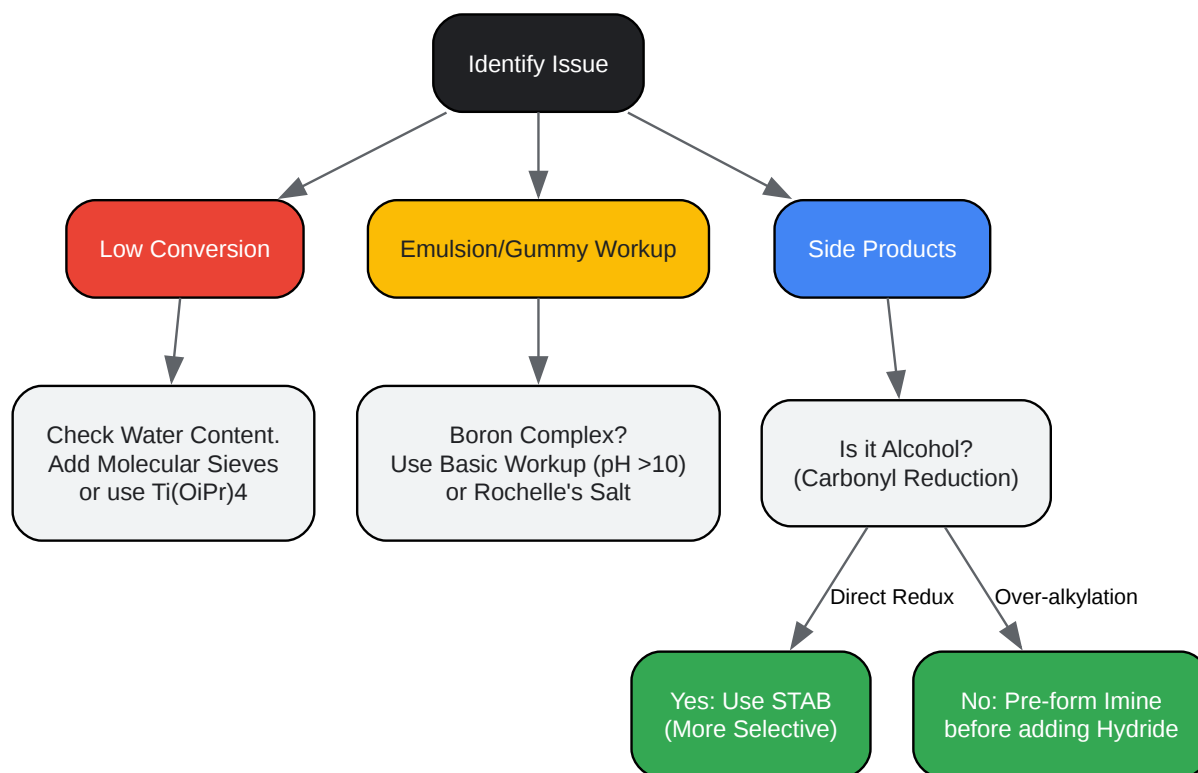 Identify Issue
Low Conversion
Emulsion/Gummy Workup
Side Products
Check Water Content.
Add Molecular Sieves
or use Ti(OiPr)4
Boron Complex?
Use Basic Workup (pH >10)
or Rochelle's Salt
Is it Alcohol?
(Carbonyl Reduction)
Direct Redux
Over-alkylation
Yes: Use STAB
(More Selective)
No: Pre-form Imine
before adding Hydride